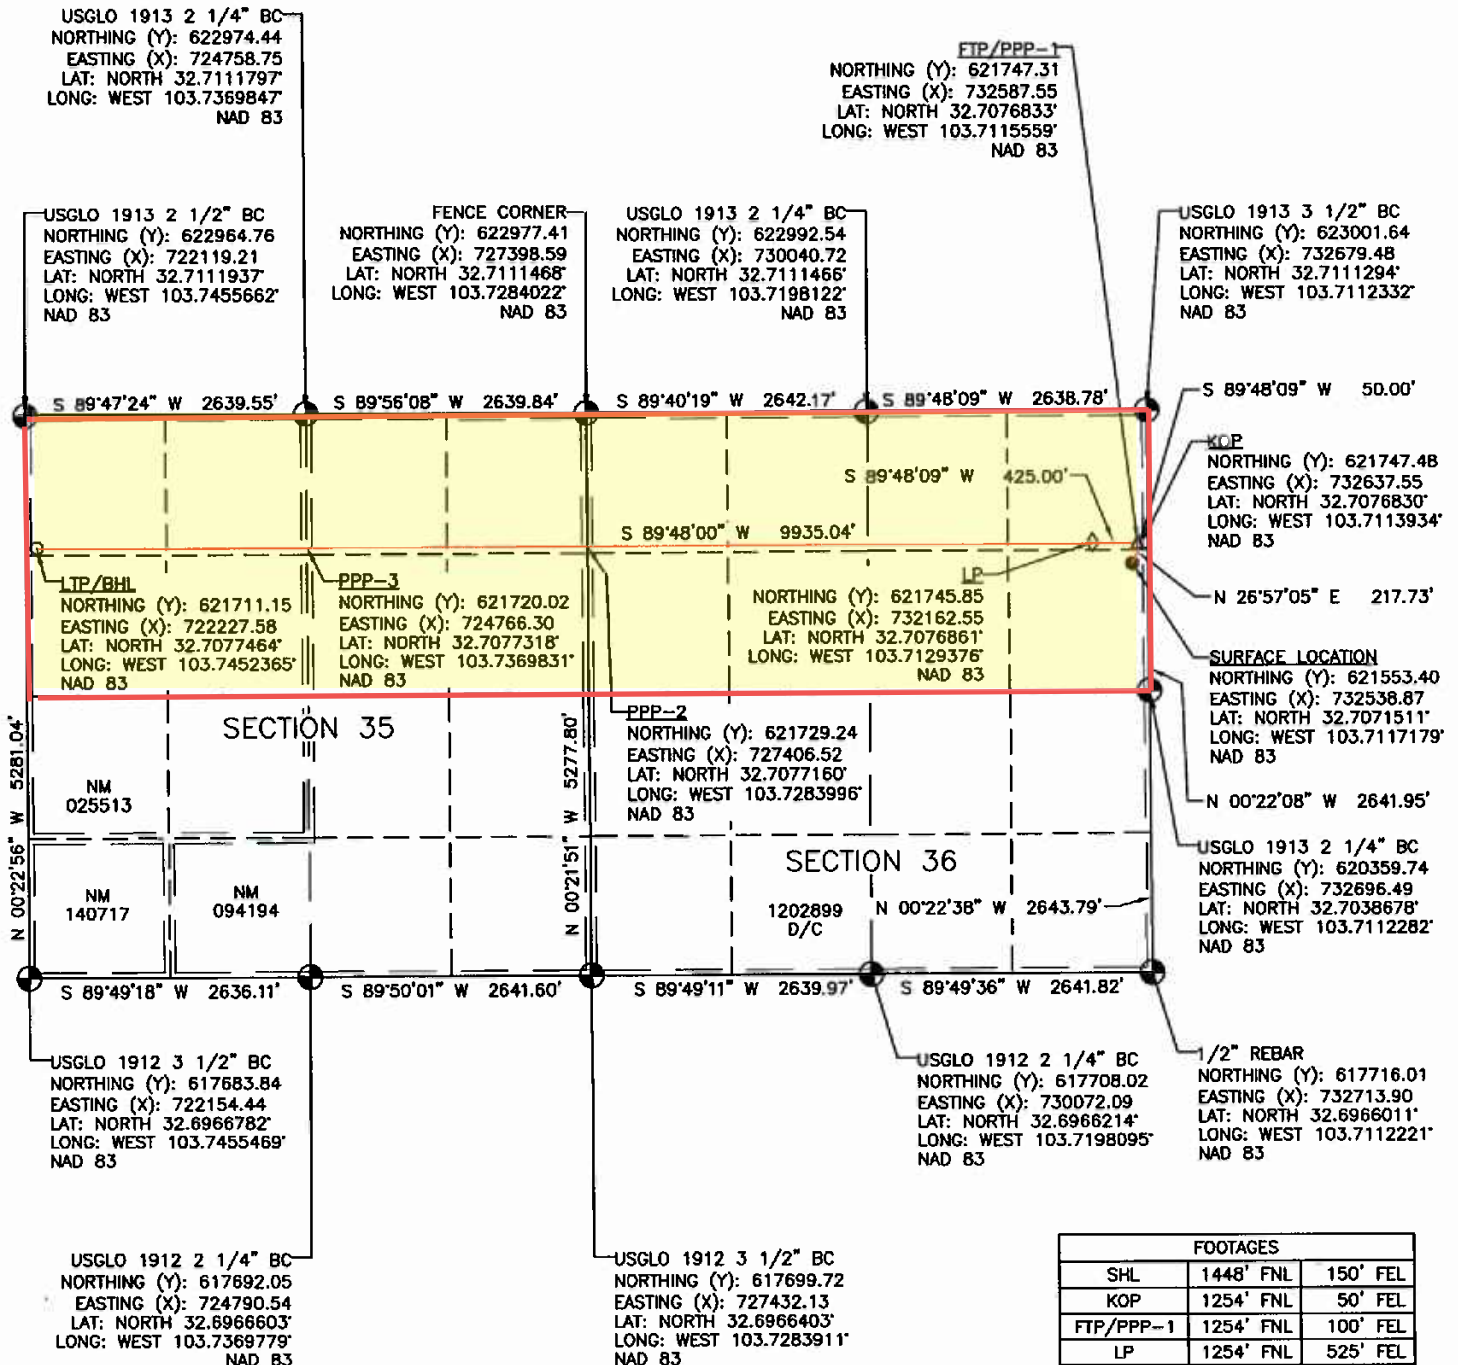 USGLO 1913 2 1/4" BC
NORTHING (Y): 622974.44
EASTING (X): 724758.75
LAT: NORTH 32.7111797°
LONG: WEST 103.7369847°
NAD 83
FTP/PPP-1
NORTHING (Y): 621747.31
EASTING (X): 732587.55
LAT: NORTH 32.7076833°
LONG: WEST 103.7115559°
NAD 83
USGLO 1913 2 1/2" BC
NORTHING (Y): 622964.76
EASTING (X): 722119.21
LAT: NORTH 32.7111937°
LONG: WEST 103.7455662°
NAD 83
FENCE CORNER
NORTHING (Y): 622977.41
EASTING (X): 727398.59
LAT: NORTH 32.7111468°
LONG: WEST 103.7284022°
NAD 83
USGLO 1913 2 1/4" BC
NORTHING (Y): 622992.54
EASTING (X): 730040.72
LAT: NORTH 32.7111466°
LONG: WEST 103.7198122°
NAD 83
USGLO 1913 3 1/2" BC
NORTHING (Y): 623001.64
EASTING (X): 732679.48
LAT: NORTH 32.7111294°
LONG: WEST 103.7112332°
NAD 83
S 89°47'24" W 2639.55'
S 89°56'08" W 2639.84'
S 89°40'19" W 2642.17'
S 89°48'09" W 2638.78'
S 89°48'09" W 50.00'
KOP
NORTHING (Y): 621747.48
EASTING (X): 732637.55
LAT: NORTH 32.7076830°
LONG: WEST 103.7113934°
NAD 83
S 89°48'09" W 425.00'
S 89°48'00" W 9935.04'
LTP/BHL
NORTHING (Y): 621711.15
EASTING (X): 722227.58
LAT: NORTH 32.7077464°
LONG: WEST 103.7452365°
NAD 83
PPP-3
NORTHING (Y): 621720.02
EASTING (X): 724766.30
LAT: NORTH 32.7077318°
LONG: WEST 103.7369831°
NAD 83
LP
NORTHING (Y): 621745.85
EASTING (X): 732162.55
LAT: NORTH 32.7076861°
LONG: WEST 103.7129376°
NAD 83
N 26°57'05" E 217.73'
SURFACE LOCATION
NORTHING (Y): 621553.40
EASTING (X): 732538.87
LAT: NORTH 32.7071511°
LONG: WEST 103.7117179°
NAD 83
SECTION 35
PPP-2
NORTHING (Y): 621729.24
EASTING (X): 727406.52
LAT: NORTH 32.7077160°
LONG: WEST 103.7283996°
NAD 83
N 00°22'56" W 5281.04'
N 00°21'51" W 5277.80'
NM
025513
N 00°22'08" W 2641.95'
USGLO 1913 2 1/4" BC
NORTHING (Y): 620359.74
EASTING (X): 732696.49
LAT: NORTH 32.7038678°
LONG: WEST 103.7112282°
NAD 83
SECTION 36
NM
140717
NM
094194
1202899
D/C
N 00°22'38" W 2643.79'
S 89°49'18" W 2636.11'
S 89°50'01" W 2641.60'
S 89°49'11" W 2639.97'
S 89°49'36" W 2641.82'
USGLO 1912 3 1/2" BC
NORTHING (Y): 617683.84
EASTING (X): 722154.44
LAT: NORTH 32.6966782°
LONG: WEST 103.7455469°
NAD 83
USGLO 1912 2 1/4" BC
NORTHING (Y): 617708.02
EASTING (X): 730072.09
LAT: NORTH 32.6966214°
LONG: WEST 103.7198095°
NAD 83
1/2" REBAR
NORTHING (Y): 617716.01
EASTING (X): 732713.90
LAT: NORTH 32.6966011°
LONG: WEST 103.7112221°
NAD 83
USGLO 1912 2 1/4" BC
NORTHING (Y): 617692.05
EASTING (X): 724790.54
LAT: NORTH 32.6966603°
LONG: WEST 103.7369779°
NAD 83
USGLO 1912 3 1/2" BC
NORTHING (Y): 617699.72
EASTING (X): 727432.13
LAT: NORTH 32.6966403°
LONG: WEST 103.7283911°
NAD 83
FOOTAGES
SHL 1448' FNL 150' FEL
KOP 1254' FNL 50' FEL
FTP/PPP-1 1254' FNL 100' FEL
LP 1254' FNL 525' FEL